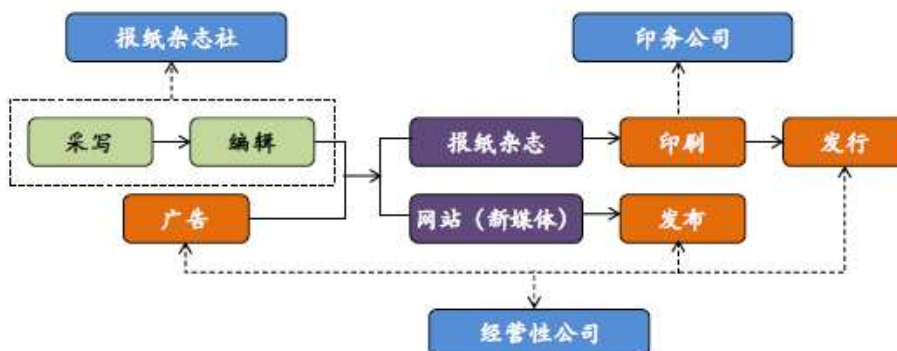 报纸杂志社
印务公司
采写
编辑
报纸杂志
印刷
发行
广告
网站（新媒体）
发布
经营性公司